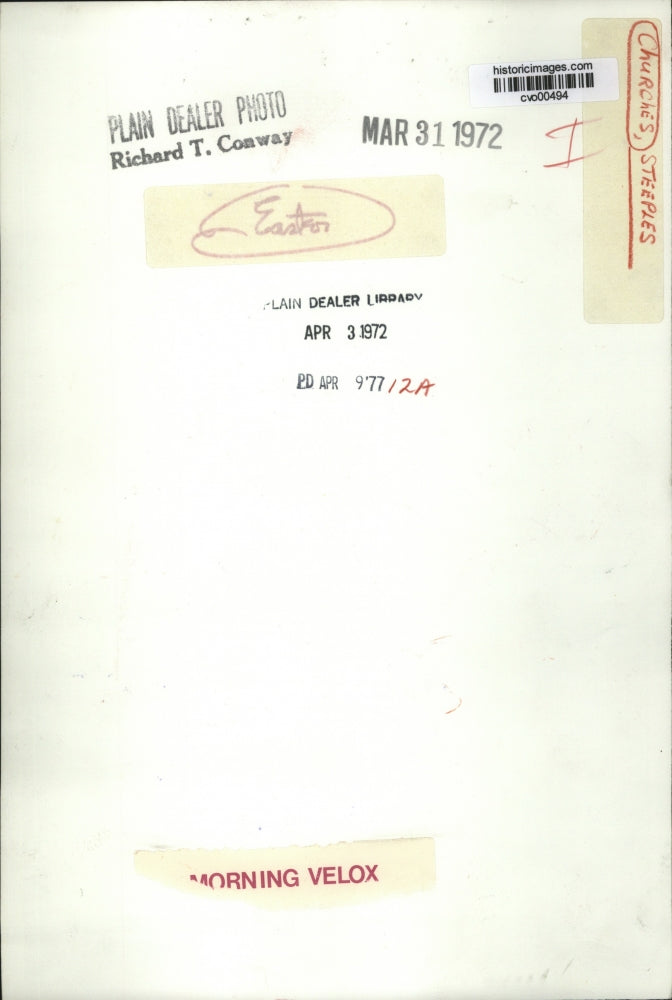 historicimages.com
cvo00494
CHURCHES, STEEPLES
PLAIN DEALER PHOTO
Richard T. Conway
MAR 31 1972
I
Easter
PLAIN DEALER LIBRARY
APR 3 1972
PD APR 9'77 12A
MORNING VELOX